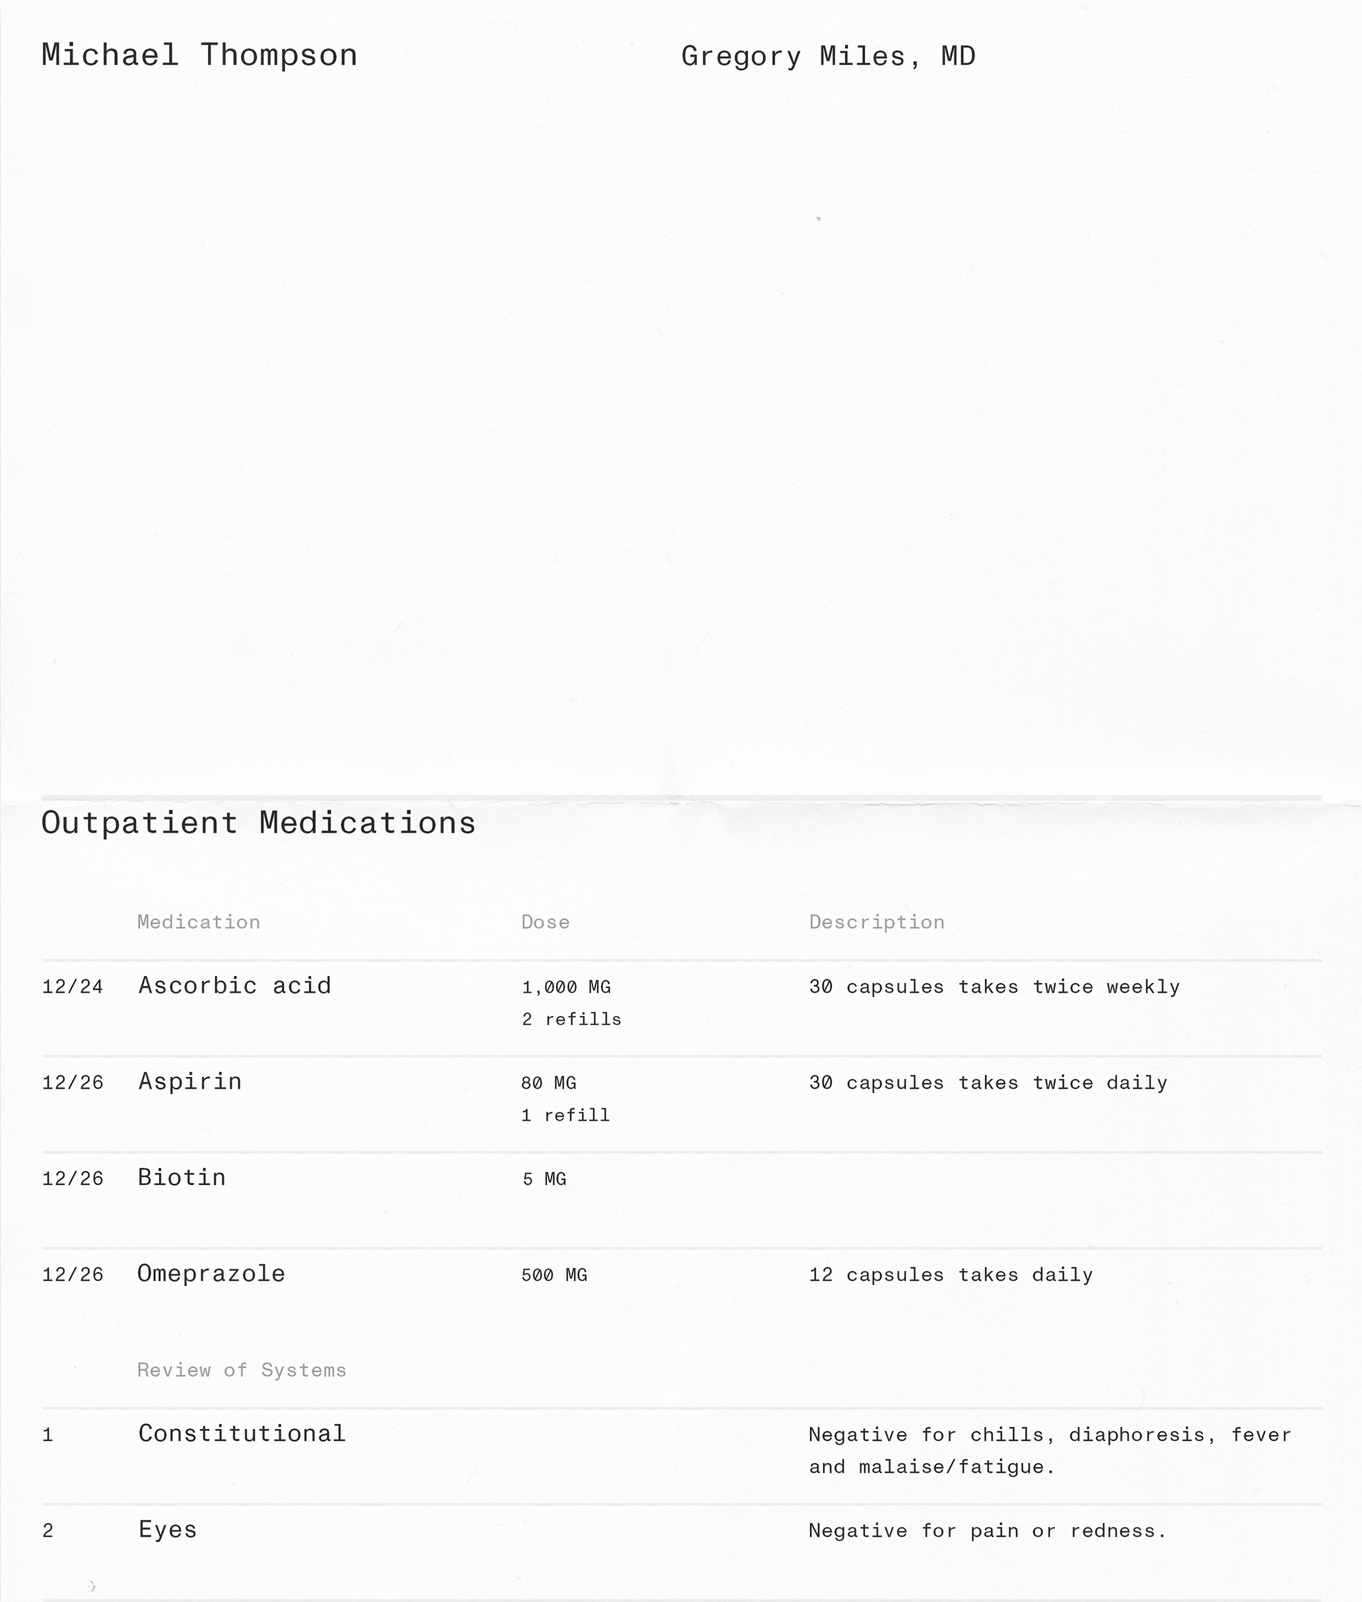 Michael Thompson
Gregory Miles, MD
Outpatient Medications
Medication Dose Description
12/24 Ascorbic acid 1,000 MG 30 capsules takes twice weekly
2 refills
12/26 Aspirin 80 MG 30 capsules takes twice daily
1 refill
12/26 Biotin 5 MG
12/26 Omeprazole 500 MG 12 capsules takes daily
Review of Systems
1 Constitutional Negative for chills, diaphoresis, fever
and malaise/fatigue.
2 Eyes Negative for pain or redness.